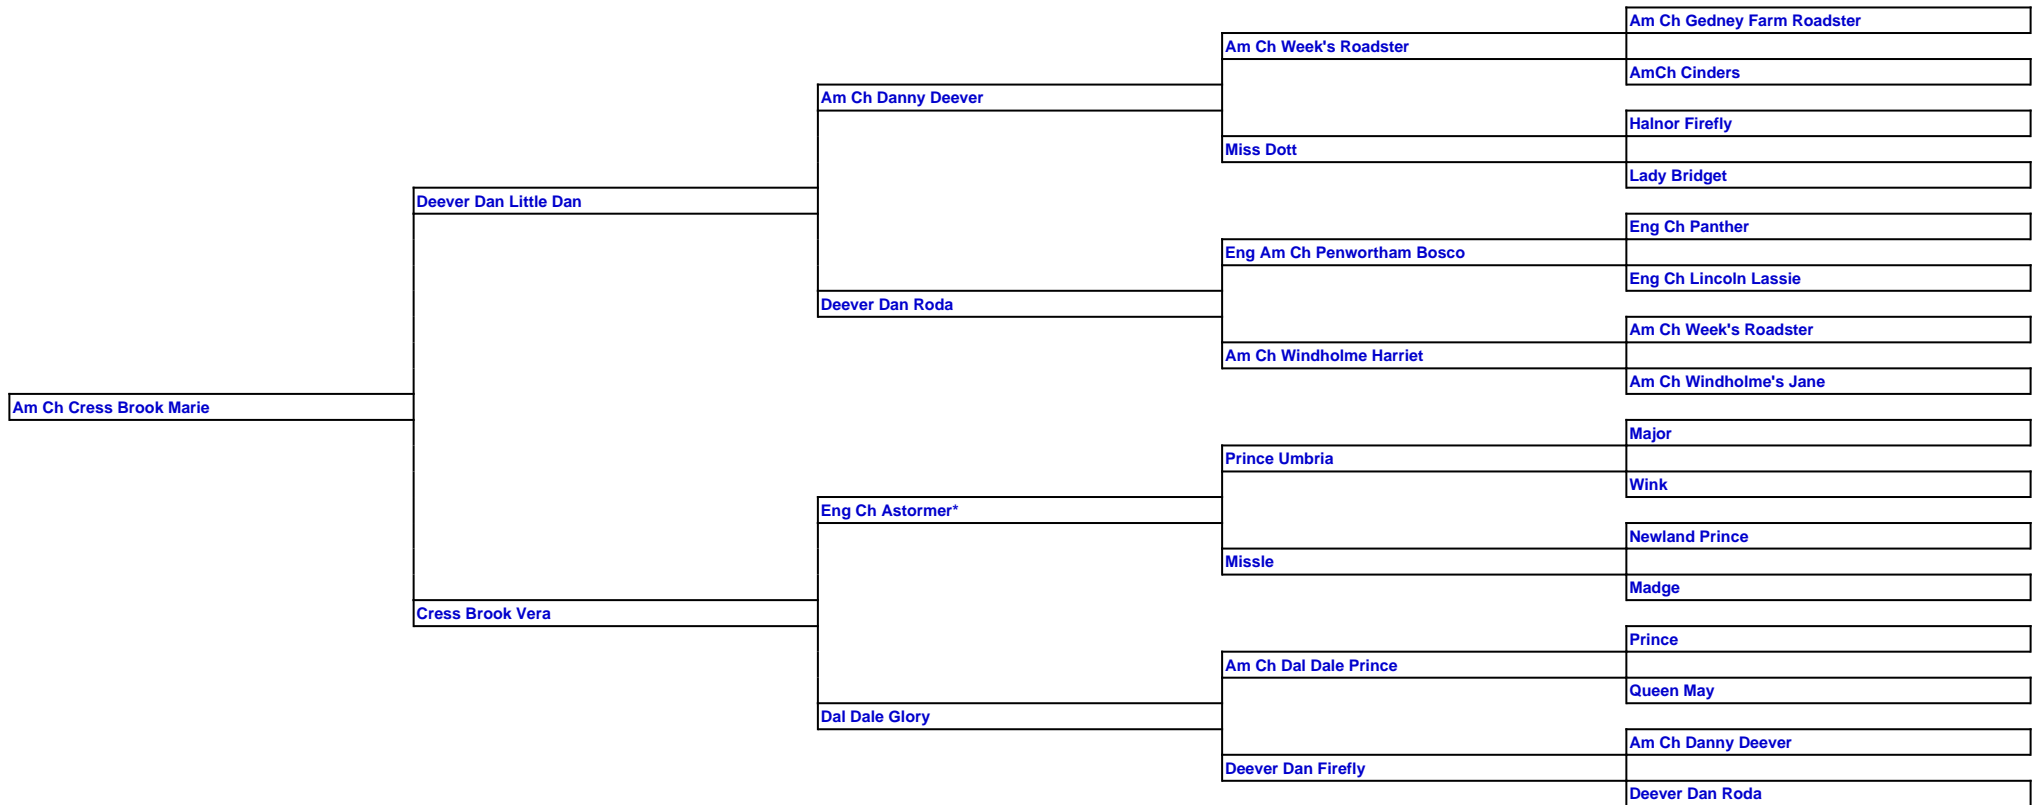 Am Ch Gedney Farm Roadster
Am Ch Week's Roadster
AmCh Cinders
Am Ch Danny Deever
Halnor Firefly
Miss Dott
Lady Bridget
Deever Dan Little Dan
Eng Ch Panther
Eng Am Ch Penwortham Bosco
Eng Ch Lincoln Lassie
Deever Dan Roda
Am Ch Week's Roadster
Am Ch Windholme Harriet
Am Ch Windholme's Jane
Am Ch Cress Brook Marie
Major
Prince Umbria
Wink
Eng Ch Astormer*
Newland Prince
Missle
Madge
Cress Brook Vera
Prince
Am Ch Dal Dale Prince
Queen May
Dal Dale Glory
Am Ch Danny Deever
Deever Dan Firefly
Deever Dan Roda